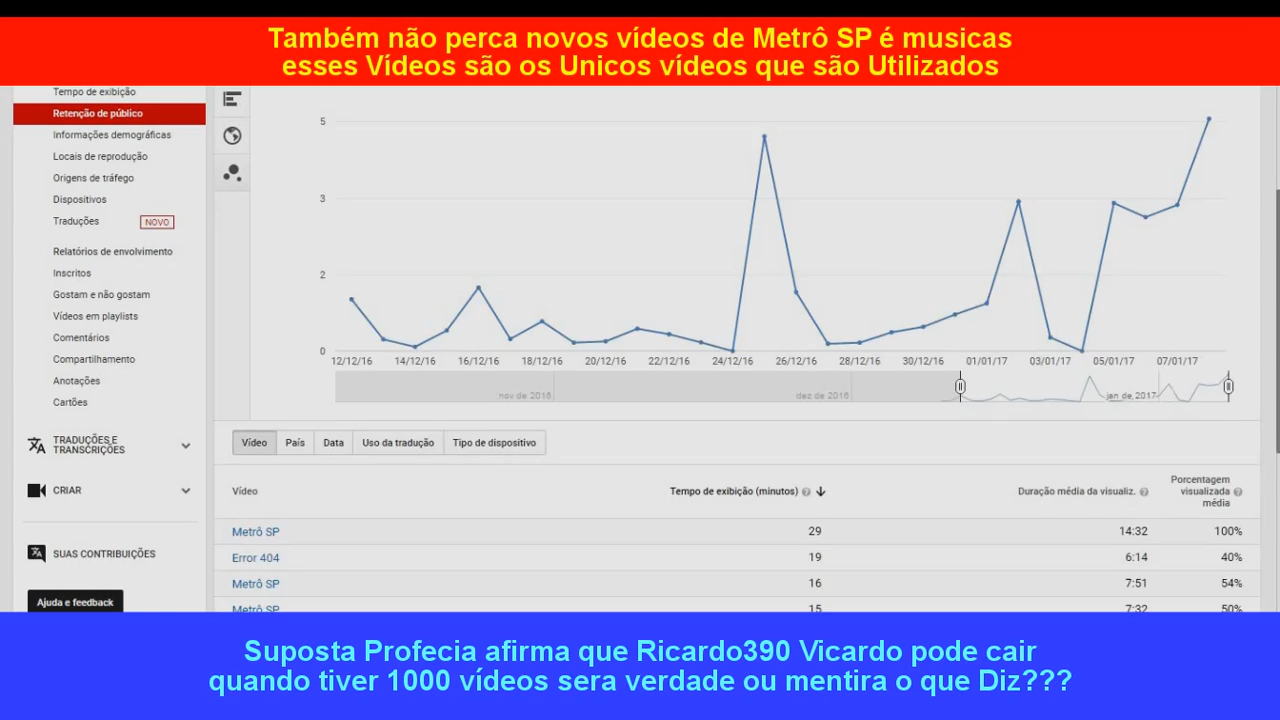 Também não perca novos vídeos de Metrô SP é musicas
esses Vídeos são os Unicos vídeos que são Utilizados
Tempo de exibição
Retenção de público
Informações demográficas
Locais de reprodução
Origens de tráfego
Dispositivos
Traduções NOVO
Relatórios de envolvimento
Inscritos
Gostam e não gostam
Vídeos em playlists
Comentários
Compartilhamento
Anotações
Cartões
TRADUÇÕES E
TRANSCRIÇÕES
CRIAR
SUAS CONTRIBUIÇÕES
Ajuda e feedback
5
3
2
0
12/12/16 14/12/16 16/12/16 18/12/16 20/12/16 22/12/16 24/12/16 26/12/16 28/12/16 30/12/16 01/01/17 03/01/17 05/01/17 07/01/17
nov de 2016 dez de 2016 jan de 2017
Vídeo País Data Uso da tradução Tipo de dispositivo
Vídeo Tempo de exibição (minutos) Duração média da visualiz. Porcentagem
visualizada
média
Metrô SP 29 14:32 100%
Error 404 19 6:14 40%
Metrô SP 16 7:51 54%
Metrô SP 15 7:32 50%
Suposta Profecia afirma que Ricardo390 Vicardo pode cair
quando tiver 1000 vídeos sera verdade ou mentira o que Diz???